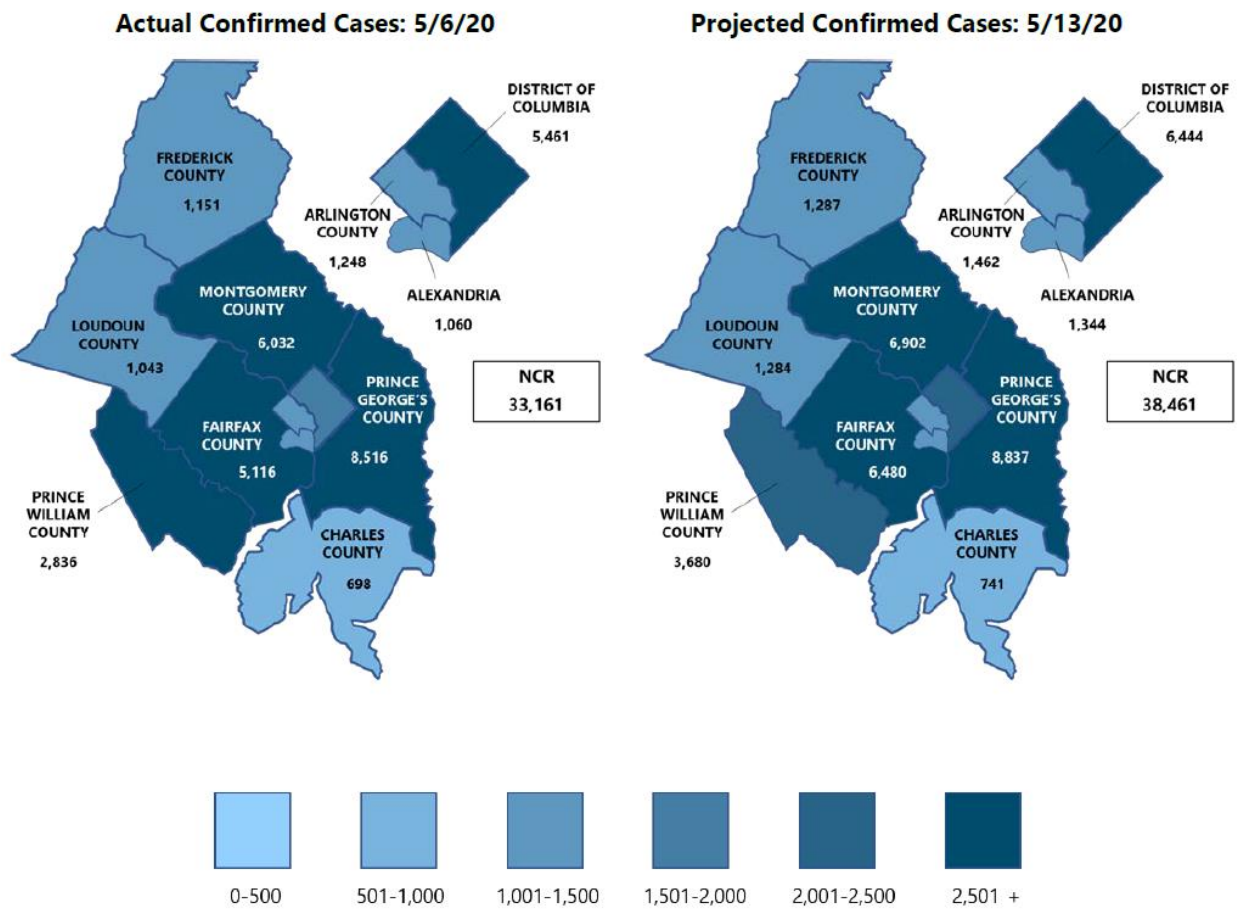 Actual Confirmed Cases: 5/6/20
DISTRICT OF
COLUMBIA
5,461
FREDERICK
COUNTY
1,151
ARLINGTON
COUNTY
1,248
ALEXANDRIA
1,060
MONTGOMERY
COUNTY
6,032
LOUDOUN
COUNTY
1,043
NCR
33,161
PRINCE
GEORGE'S
COUNTY
8,516
FAIRFAX
COUNTY
5,116
PRINCE
WILLIAM
COUNTY
2,836
CHARLES
COUNTY
698
Projected Confirmed Cases: 5/13/20
DISTRICT OF
COLUMBIA
6,444
FREDERICK
COUNTY
1,287
ARLINGTON
COUNTY
1,462
ALEXANDRIA
1,344
MONTGOMERY
COUNTY
6,902
LOUDOUN
COUNTY
1,284
NCR
38,461
PRINCE
GEORGE'S
COUNTY
8,837
FAIRFAX
COUNTY
6,480
PRINCE
WILLIAM
COUNTY
3,680
CHARLES
COUNTY
741
0-500
501-1,000
1,001-1,500
1,501-2,000
2,001-2,500
2,501 +